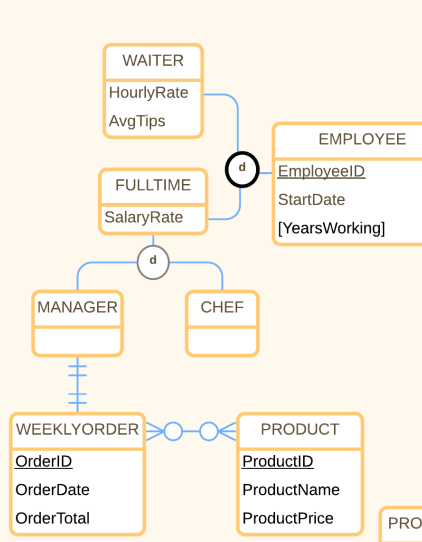 WAITER
HourlyRate
AvgTips
d
EMPLOYEE
EmployeeID
StartDate
[YearsWorking]
FULLTIME
SalaryRate
d
MANAGER
CHEF
WEEKLYORDER
OrderID
OrderDate
OrderTotal
PRODUCT
ProductID
ProductName
ProductPrice
PRO